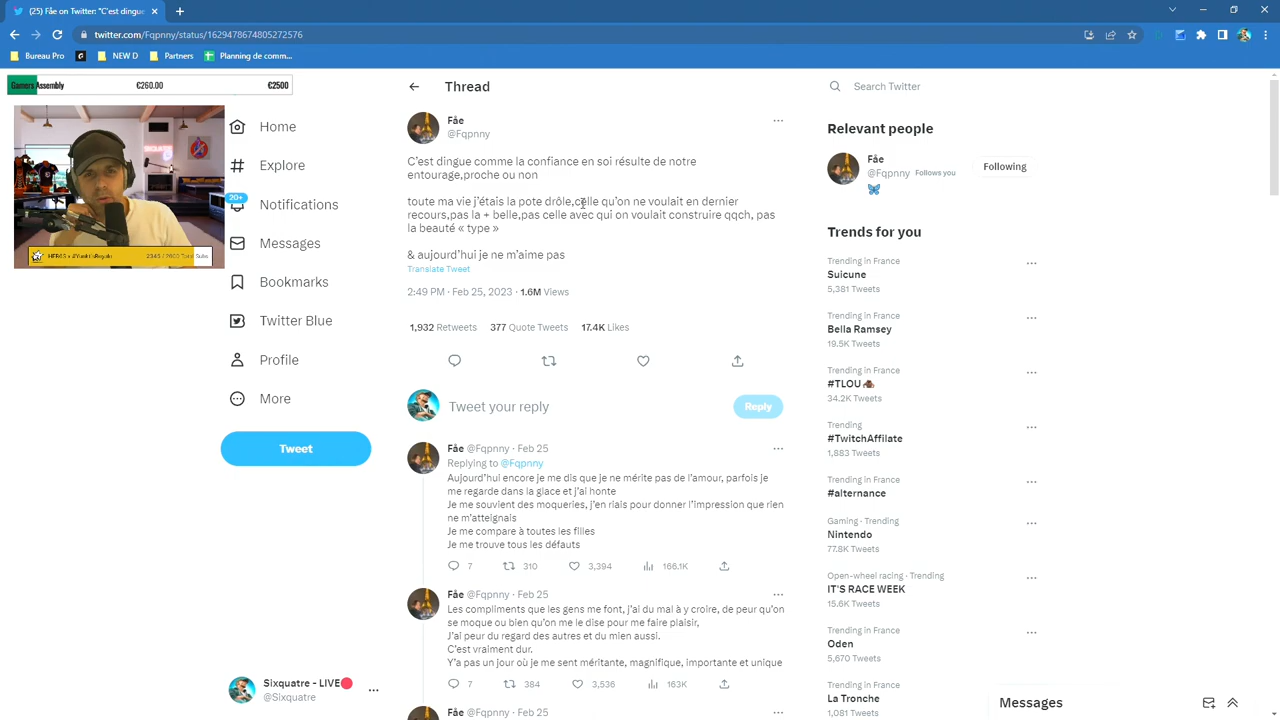 (25) Fåe on Twitter: "C'est dingue
twitter.com/Fqpnny/status/1629478674805272576
Bureau Pro
NEW D
Partners
Planning de comm...
Gamers Assembly
€260.00
€2500
HEROS
Subs
Home
Explore
20+
Notifications
Messages
Bookmarks
Twitter Blue
Profile
More
Tweet
Sixquatre - LIVE🔴
@Sixquatre
Thread
Fåe
@Fqpnny
C'est dingue comme la confiance en soi résulte de notre
entourage,proche ou non
toute ma vie j'étais la pote drôle,celle qu'on ne voulait en dernier
recours,pas la + belle,pas celle avec qui on voulait construire qqch, pas
la beauté « type »
& aujourd'hui je ne m'aime pas
Translate Tweet
2:49 PM · Feb 25, 2023 · 1.6M Views
1,932 Retweets 377 Quote Tweets 17.4K Likes
Tweet your reply
Reply
Fåe @Fqpnny · Feb 25
Replying to @Fqpnny
Aujourd'hui encore je me dis que je ne mérite pas de l'amour, parfois je
me regarde dans la glace et j'ai honte
Je me souvient des moqueries, j'en riais pour donner l'impression que rien
ne m'atteignais
Je me compare à toutes les filles
Je me trouve tous les défauts
7 310 3,394 166.1K
Fåe @Fqpnny · Feb 25
Les compliments que les gens me font, j'ai du mal à y croire, de peur qu'on
se moque ou bien qu'on me le dise pour me faire plaisir,
J'ai peur du regard des autres et du mien aussi.
C'est vraiment dur.
Y'a pas un jour où je me sent méritante, magnifique, importante et unique
7 384 3,536 163K
Fåe @Fqpnny · Feb 25
Search Twitter
Relevant people
Fåe
@Fqpnny Follows you
Following
🦋
Trends for you
Trending in France
Suicune
5,381 Tweets
Trending in France
Bella Ramsey
19.5K Tweets
Trending in France
#TLOU
34.2K Tweets
Trending
#TwitchAffilate
1,883 Tweets
Trending in France
#alternance
Gaming · Trending
Nintendo
77.8K Tweets
Open-wheel racing · Trending
IT'S RACE WEEK
15.6K Tweets
Trending in France
Oden
5,670 Tweets
Trending in France
La Tronche
1,081 Tweets
Messages